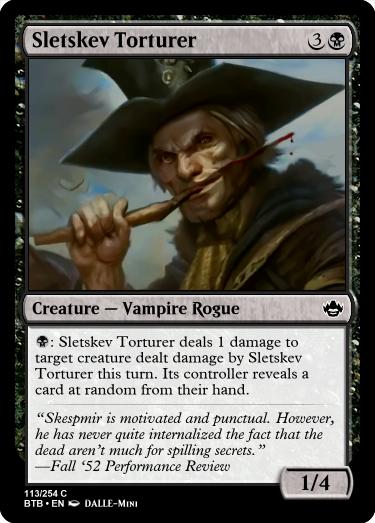 Sletskev Torturer 3
Creature — Vampire Rogue
: Sletskev Torturer deals 1 damage to
target creature dealt damage by Sletskev
Torturer this turn. Its controller reveals a
card at random from their hand.
“Skespmir is motivated and punctual. However,
he has never quite internalized the fact that the
dead aren’t much for spilling secrets.”
—Fall ’52 Performance Review
1/4
113/254 C
BTB • EN DALLE-Mini